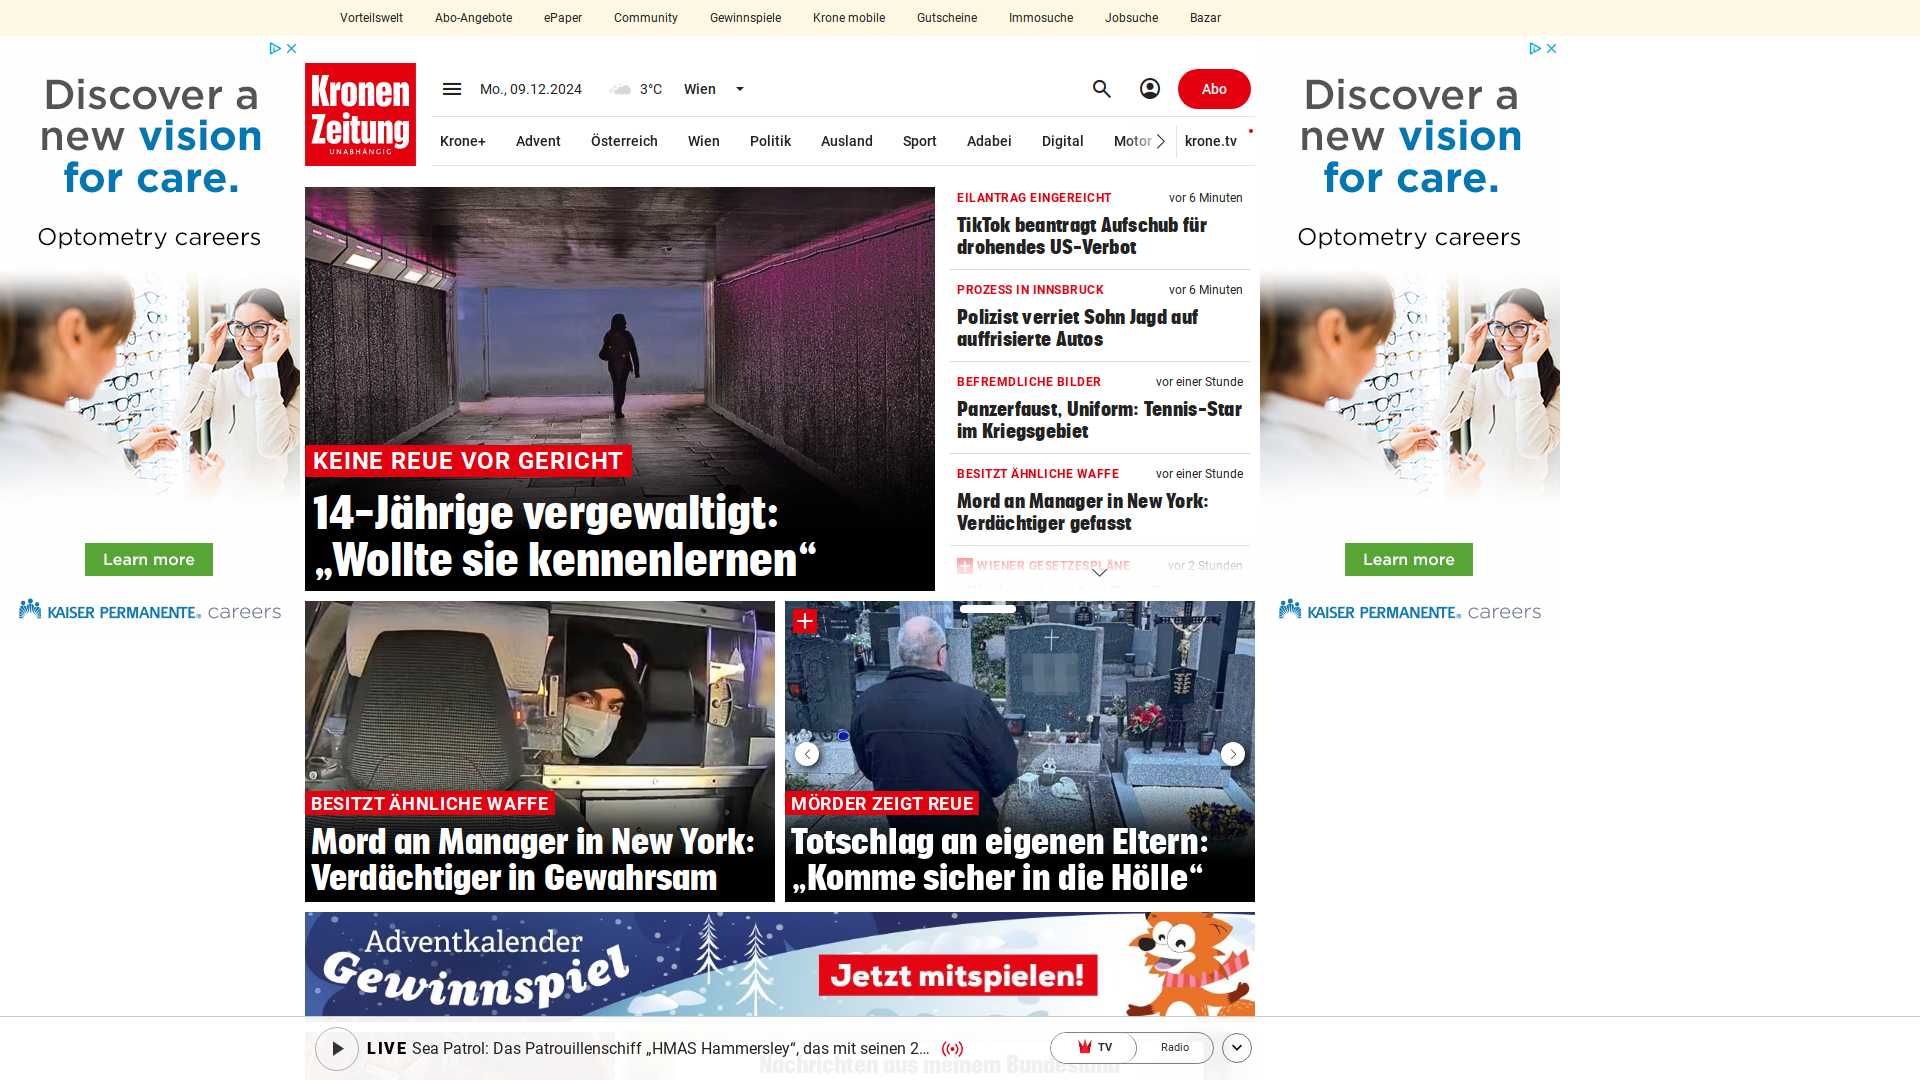 Vorteilswelt Abo-Angebote ePaper Community Gewinnspiele Krone mobile Gutscheine Immosuche Jobsuche Bazar
Discover a
new vision
for care.
Optometry careers
Learn more
KAISER PERMANENTE® careers
Kronen
Zeitung
UNABHÄNGIG
Mo., 09.12.2024 3°C Wien
Abo
Krone+ Advent Österreich Wien Politik Ausland Sport Adabei Digital Motor krone.tv
KEINE REUE VOR GERICHT
14-Jährige vergewaltigt:
„Wollte sie kennenlernen“
EILANTRAG EINGEREICHT vor 6 Minuten
TikTok beantragt Aufschub für
drohendes US-Verbot
PROZESS IN INNSBRUCK vor 6 Minuten
Polizist verriet Sohn Jagd auf
auffrisierte Autos
BEFREMDLICHE BILDER vor einer Stunde
Panzerfaust, Uniform: Tennis-Star
im Kriegsgebiet
BESITZT ÄHNLICHE WAFFE vor einer Stunde
Mord an Manager in New York:
Verdächtiger gefasst
WIENER GESETZESPLÄNE vor 2 Stunden
Discover a
new vision
for care.
Optometry careers
Learn more
KAISER PERMANENTE® careers
BESITZT ÄHNLICHE WAFFE
Mord an Manager in New York:
Verdächtiger in Gewahrsam
MÖRDER ZEIGT REUE
Totschlag an eigenen Eltern:
„Komme sicher in die Hölle“
Adventkalender
Gewinnspiel
Jetzt mitspielen!
LIVE Sea Patrol: Das Patrouillenschiff „HMAS Hammersley“, das mit seinen 2...
TV Radio
Nachrichten aus meinem Bundesland